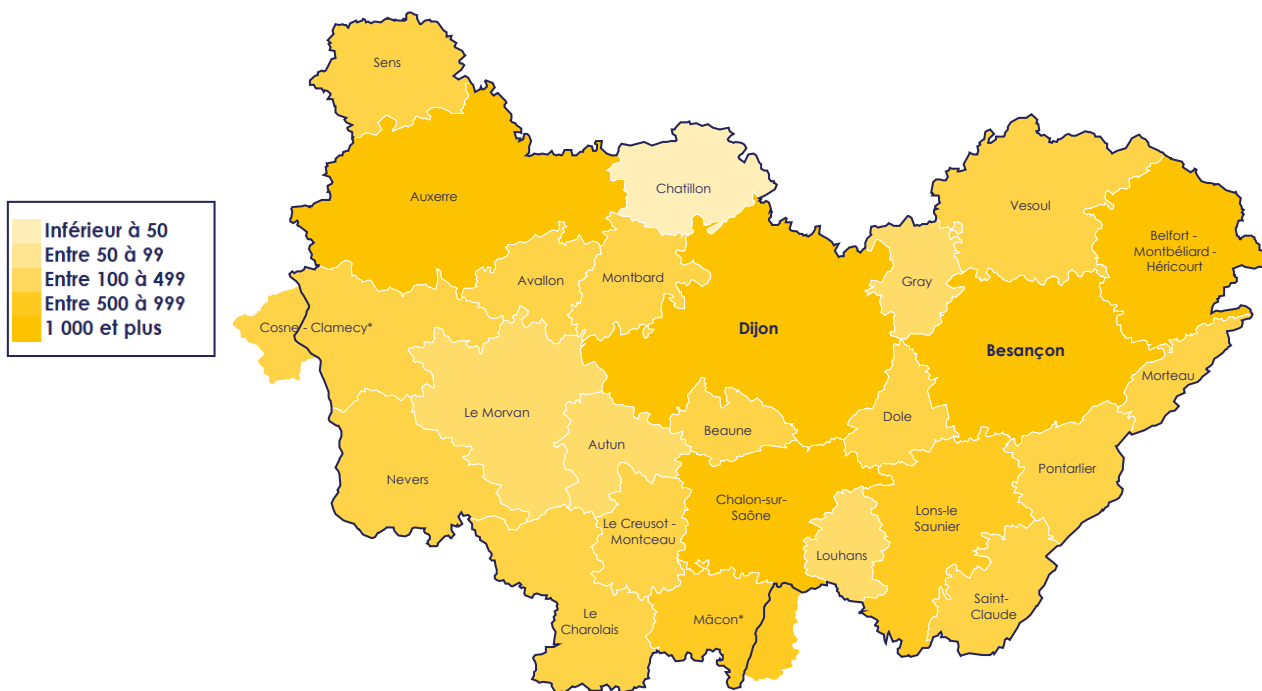 Sens
Auxerre
Chatillon
Vesoul
Inférieur à 50
Entre 50 à 99
Entre 100 à 499
Entre 500 à 999
1 000 et plus
Belfort -
Montbéliard -
Héricourt
Avallon
Montbard
Gray
Cosne - Clamecy*
Dijon
Besançon
Morteau
Le Morvan
Autun
Beaune
Dole
Nevers
Pontarlier
Chalon-sur-
Saône
Lons-le
Saunier
Le Creusot -
Montceau
Louhans
Saint-
Claude
Le
Charolais
Mâcon*